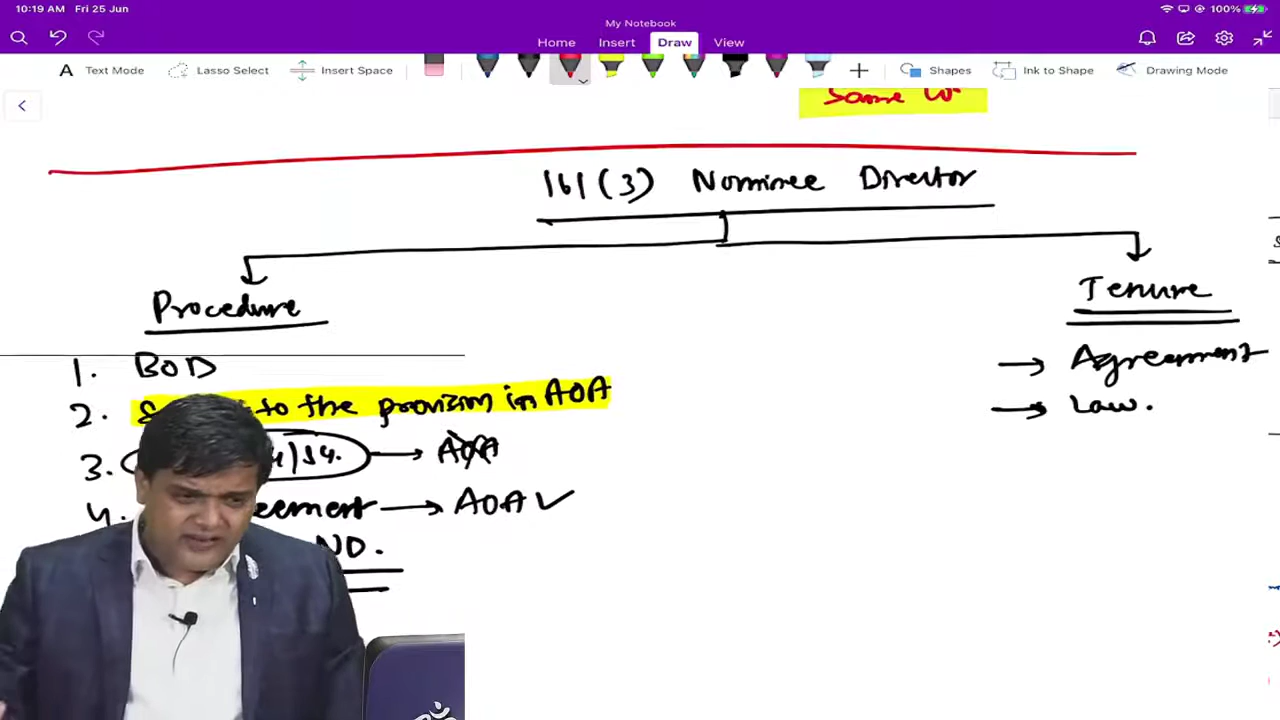 10:19 AM Fri 25 Jun
100%
My Notebook
Home Insert Draw View
A Text Mode Lasso Select Insert Space Shapes Ink to Shape Drawing Mode
Same
161(3) Nominee Director
Procedure
Tenure
1. BOD
2. to the provision in AOA
3. → AOA
4. → AOA ✓
ND.
→ Agreement
→ Law.